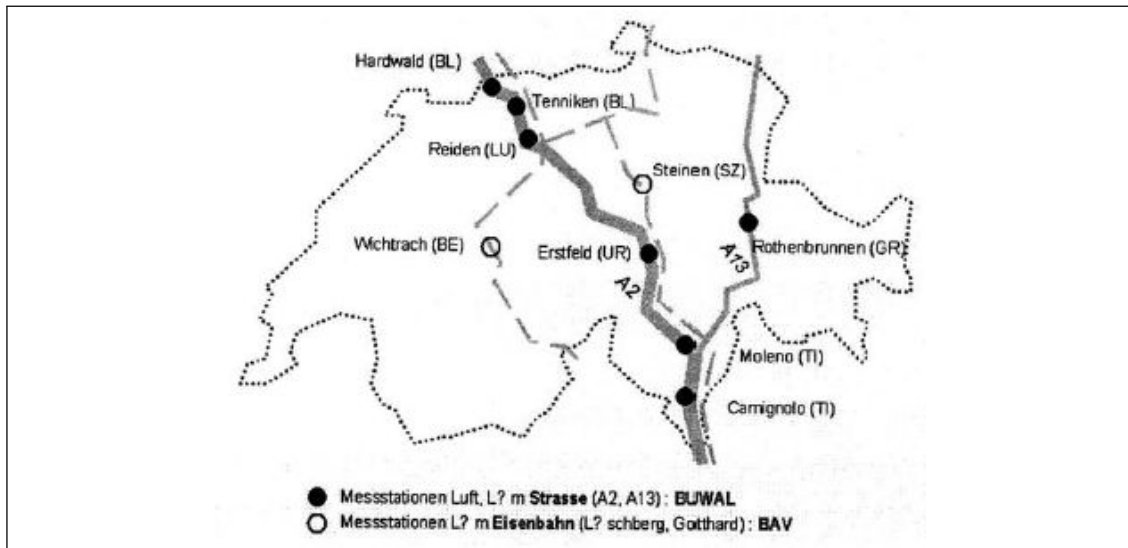 Hardwald (BL)
Tenniken (BL)
Reiden (LU)
Steinen (SZ)
Wichtrach (BE)
Erstfeld (UR)
Rothenbrunnen (GR)
A13
A2
Moleno (TI)
Camignolo (TI)
Messstationen Luft, L? m Strasse (A2, A13) : BUWAL
Messstationen L? m Eisenbahn (L? schberg, Gotthard) : BAV